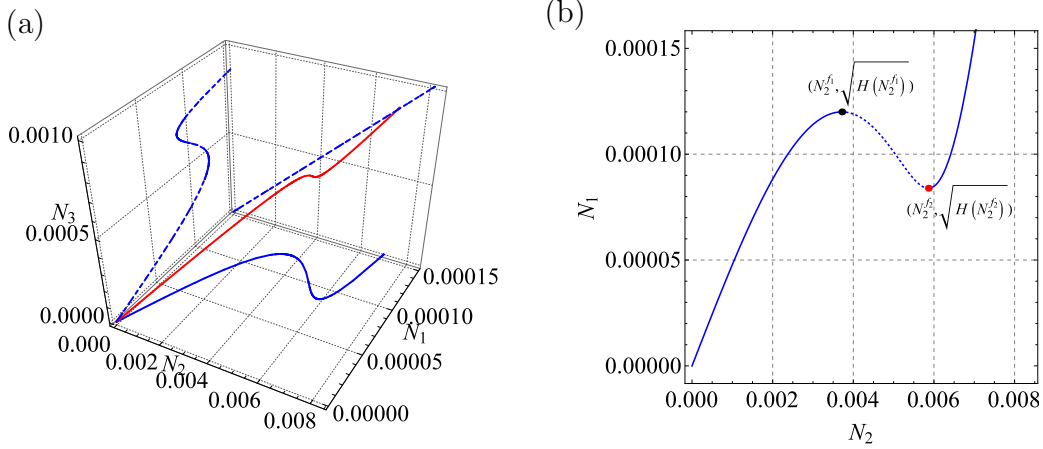 (a)
0.0010
N₃
0.0005
0.0000
0.000
0.002
N₂
0.004
0.006
0.008
0.00000
0.00005
N₁
0.00010
0.00015
(b)
0.00015
0.00010
N₁
0.00005
0.00000
(N₂^{f₁}, √H(N₂^{f₁}))
(N₂^{f₂}, √H(N₂^{f₂}))
0.000 0.002 0.004 0.006 0.008
N₂